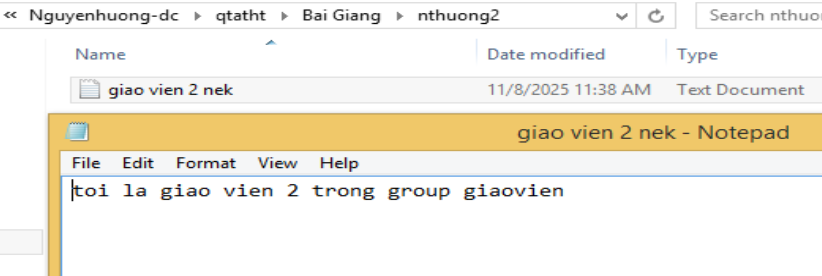 « Nguyenhuong-dc ▸ qtatht ▸ Bai Giang ▸ nthuong2
Search nthuo
Name Date modified Type
giao vien 2 nek 11/8/2025 11:38 AM Text Document
giao vien 2 nek - Notepad
File Edit Format View Help
toi la giao vien 2 trong group giaovien